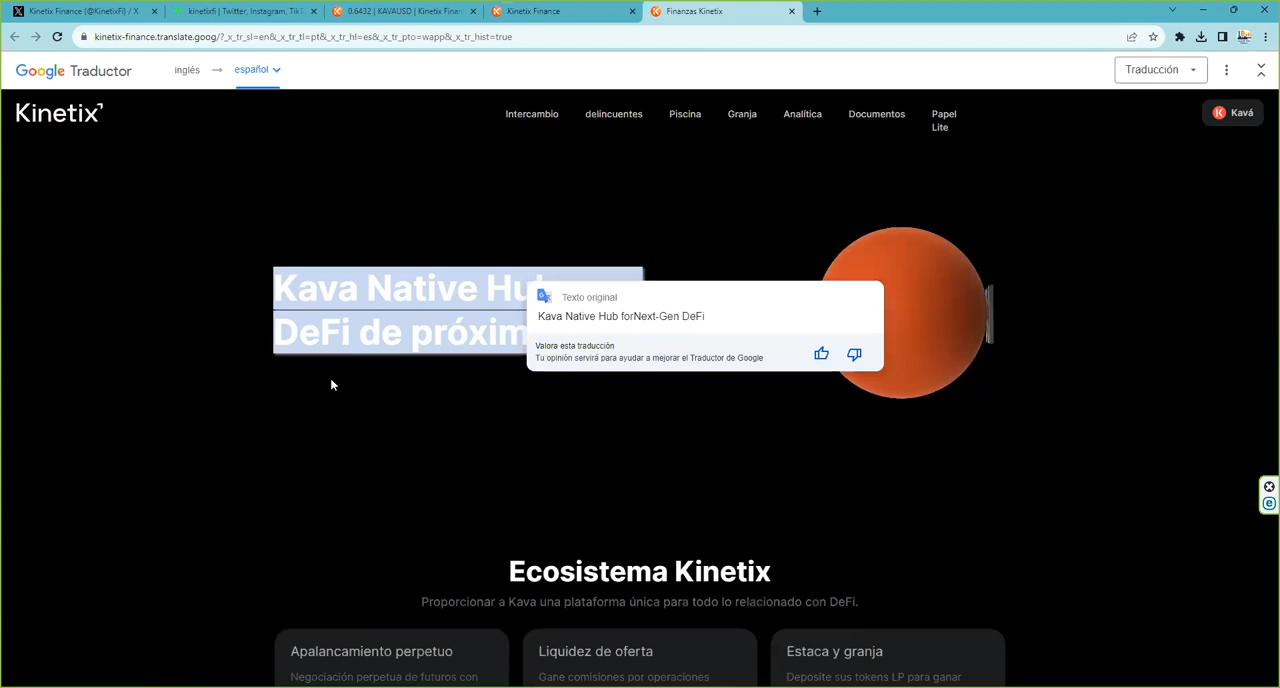 Kinetix Finance (@KinetixFi) / X
kinetixfi | Twitter, Instagram, TikT
0.6432 | KAVAUSD | Kinetix Finan
Kinetix Finance
Finanzas Kinetix
kinetix-finance.translate.goog/?_x_tr_sl=en&_x_tr_tl=pt&_x_tr_hl=es&_x_tr_pto=wapp&_x_tr_hist=true
Google Traductor
inglés
español
Traducción
Kinetix
Intercambio
delincuentes
Piscina
Granja
Analítica
Documentos
Papel
Lite
Kavá
Kava Native Hu
DeFi de próxim
Texto original
Kava Native Hub forNext-Gen DeFi
Valora esta traducción
Tu opinión servirá para ayudar a mejorar el Traductor de Google
Ecosistema Kinetix
Proporcionar a Kava una plataforma única para todo lo relacionado con DeFi.
Apalancamiento perpetuo
Negociación perpetua de futuros con
Liquidez de oferta
Gane comisiones por operaciones
Estaca y granja
Deposite sus tokens LP para ganar